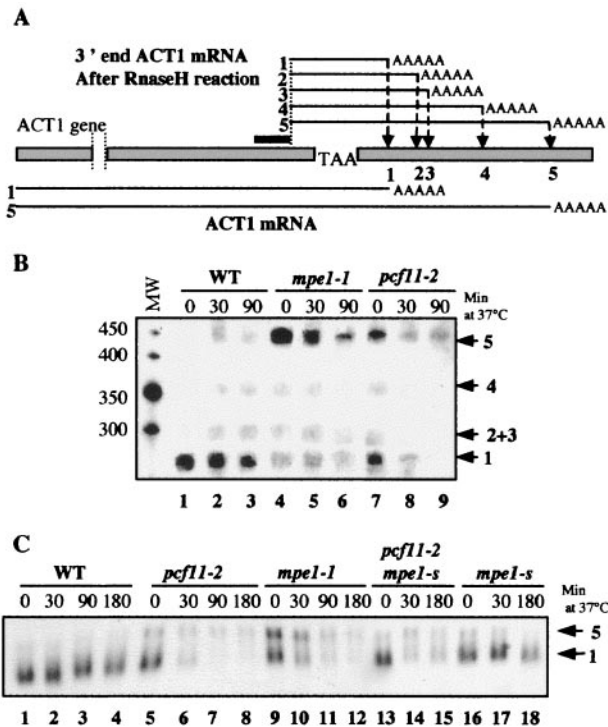 A
3 ' end ACT1 mRNA
After RnaseH reaction
1 AAAAA
2 AAAAA
3 AAAAA
4 AAAAA
5 AAAAA
ACT1 gene
TAA
1 23 4 5
1 AAAAA
5 AAAAA
ACT1 mRNA
B
WT mpe1-1 pcf11-2
MW 0 30 90 0 30 90 0 30 90 Min at 37°C
450
400
350
300
5
4
2+3
1
1 2 3 4 5 6 7 8 9
C
pcf11-2
WT pcf11-2 mpe1-1 mpe1-s mpe1-s
0 30 90 180 0 30 90 180 0 30 90 180 0 30 180 0 30 180 Min at 37°C
5
1
1 2 3 4 5 6 7 8 9 10 11 12 13 14 15 16 17 18